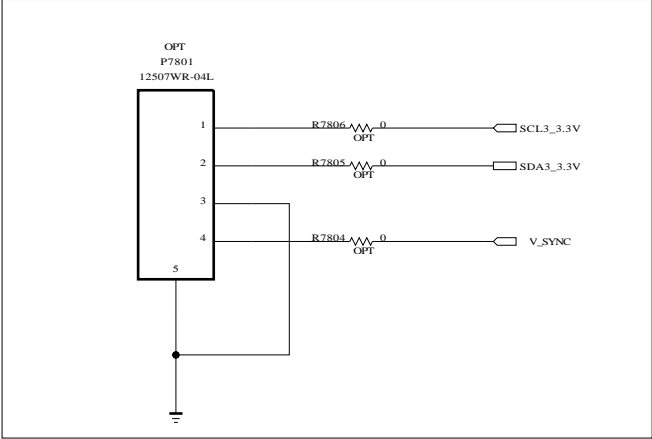 OPT
P7801
12507WR-04L
1 R7806 0 SCL3_3.3V
OPT
2 R7805 0 SDA3_3.3V
OPT
3
4 R7804 0 V_SYNC
OPT
5